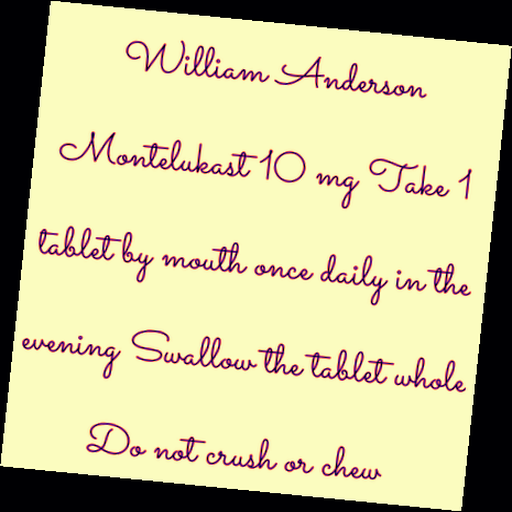 William Anderson
Montelukast 10 mg Take 1
tablet by mouth once daily in the
evening Swallow the tablet whole
Do not crush or chew